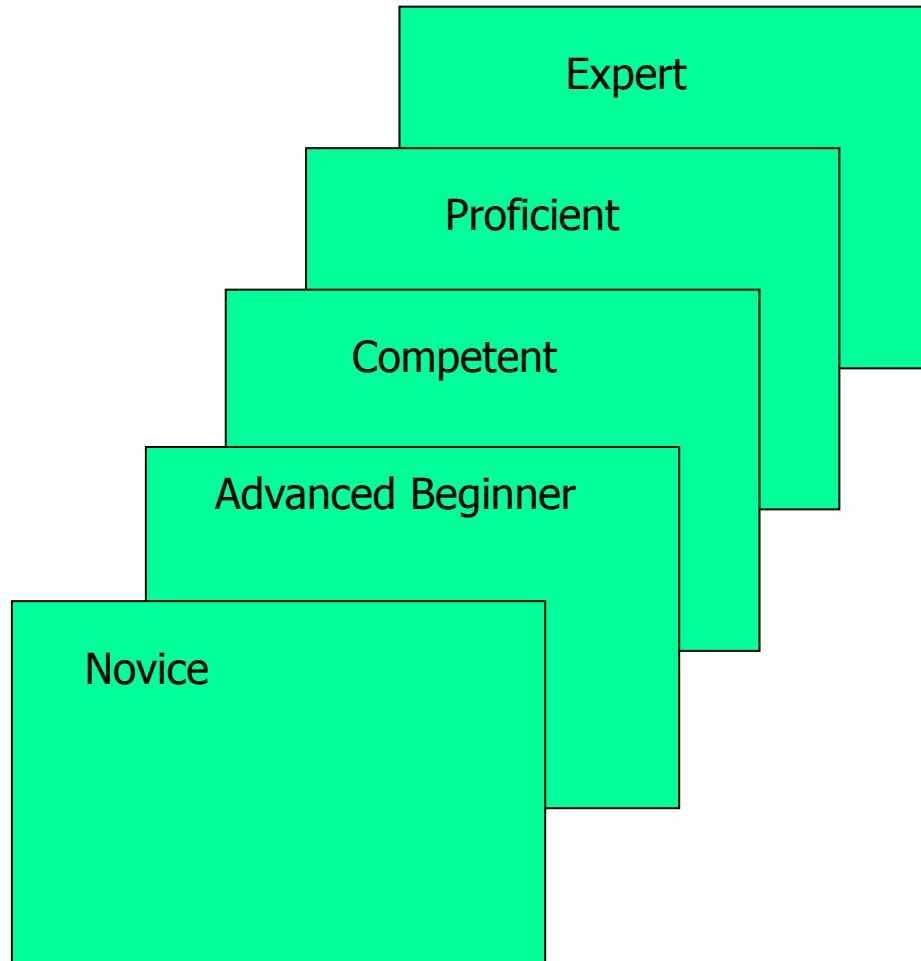 Expert
Proficient
Competent
Advanced Beginner
Novice